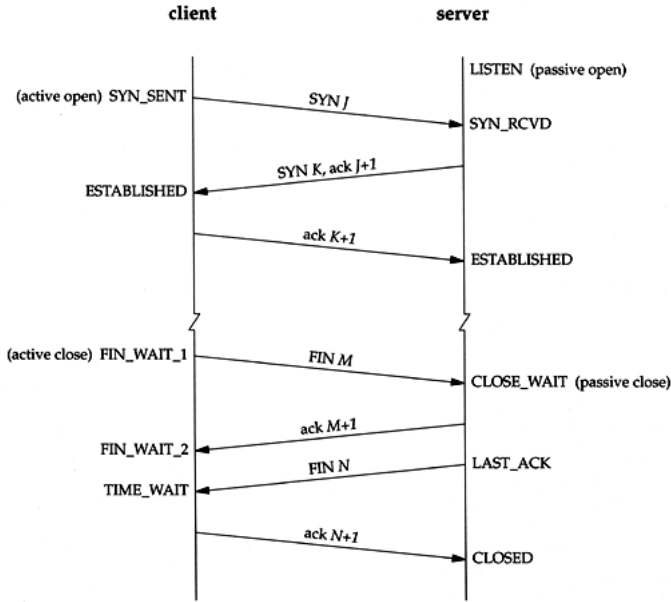 client server
LISTEN (passive open)
(active open) SYN_SENT SYN J
SYN_RCVD
SYN K, ack J+1
ESTABLISHED
ack K+1
ESTABLISHED
(active close) FIN_WAIT_1 FIN M
CLOSE_WAIT (passive close)
ack M+1
FIN_WAIT_2
FIN N LAST_ACK
TIME_WAIT
ack N+1
CLOSED